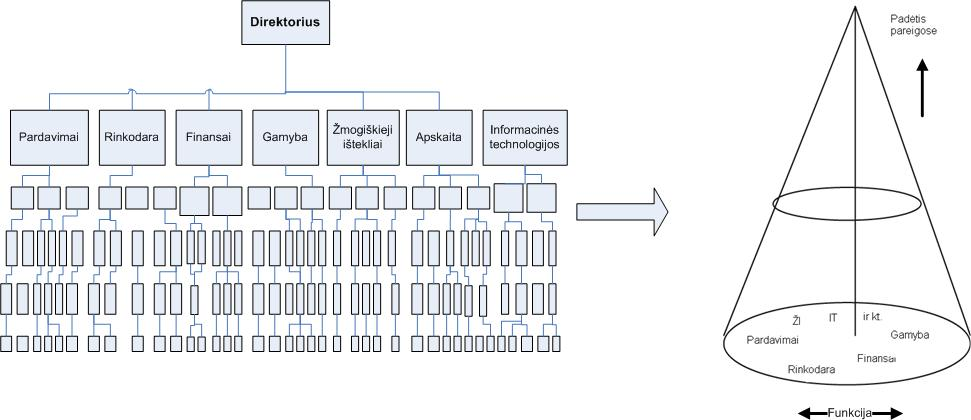 Direktorius
Pardavimai
Rinkodara
Finansai
Gamyba
Žmogiškieji
ištekliai
Apskaita
Informacinės
technologijos
Padėtis
pareigose
ŽI
IT
ir kt.
Pardavimai
Gamyba
Finansai
Rinkodara
Funkcija